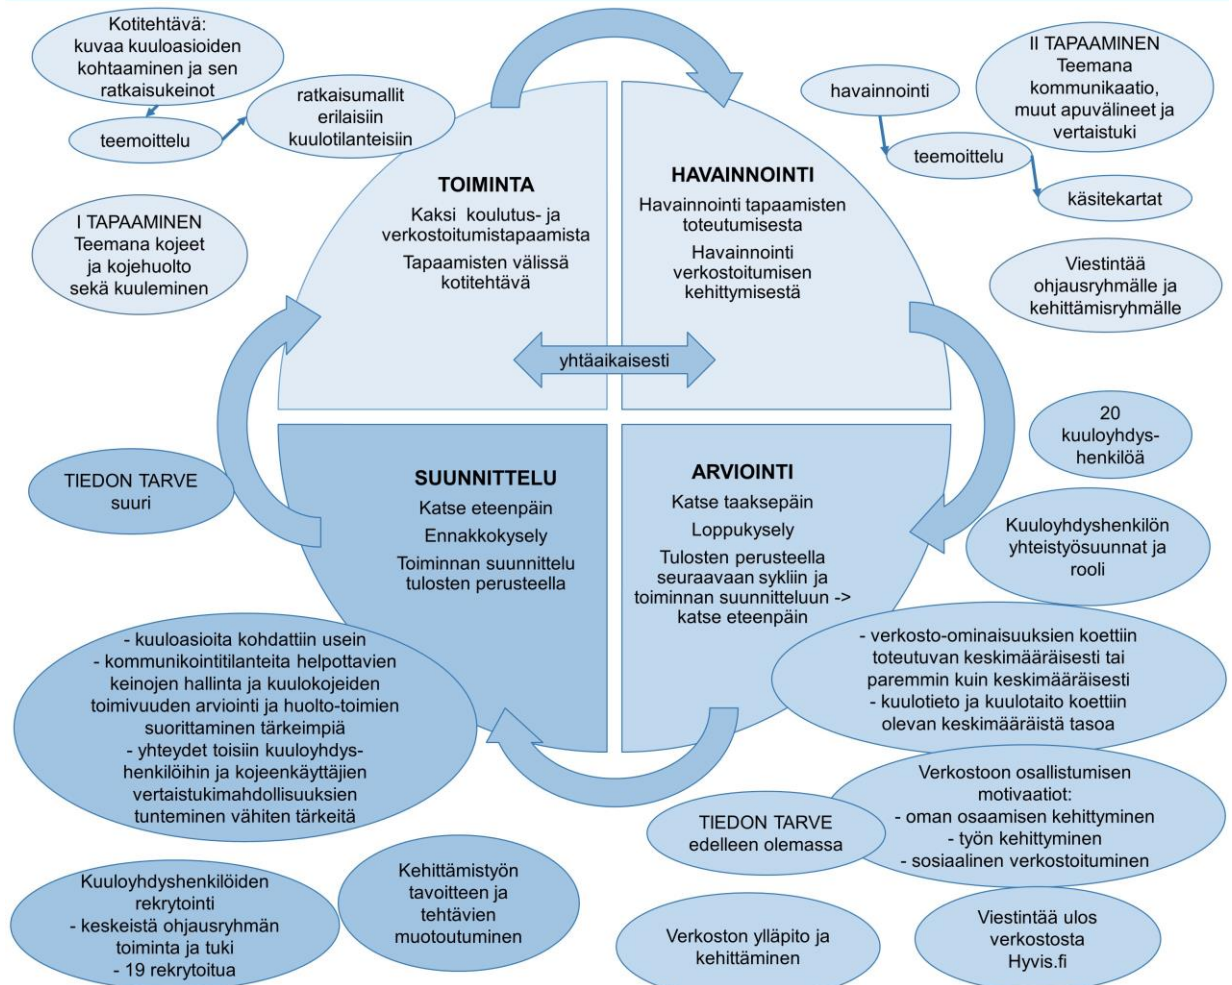 Kotitehtävä:
kuvaa kuuloasioiden
kohtaaminen ja sen
ratkaisukeinot
teemoittelu
ratkaisumallit
erilaisiin
kuulotilanteisiin
I TAPAAMINEN
Teemana kojeet
ja kojehuolto
sekä kuuleminen
TOIMINTA
Kaksi koulutus- ja
verkostoitumistapaamista
Tapaamisten välissä
kotitehtävä
HAVAINNOINTI
Havainnointi tapaamisten
toteutumisesta
Havainnointi
verkostoitumisen
kehittymisestä
yhtäaikaisesti
havainnointi
teemoittelu
käsitekartat
II TAPAAMINEN
Teemana
kommunikaatio,
muut apuvälineet ja
vertaistuki
Viestintää
ohjausryhmälle ja
kehittämisryhmälle
TIEDON TARVE
suuri
SUUNNITTELU
Katse eteenpäin
Ennakkokysely
Toiminnan suunnittelu
tulosten perusteella
ARVIOINTI
Katse taaksepäin
Loppukysely
Tulosten perusteella
seuraavaan sykliin ja
toiminnan suunnitteluun ->
katse eteenpäin
20
kuuloyhdys-
henkilöä
Kuuloyhdyshenkilön
yhteistyösuunnat ja
rooli
- kuuloasioita kohdattiin usein
- kommunikointitilanteita helpottavien
keinojen hallinta ja kuulokojeiden
toimivuuden arviointi ja huolto-toimien
suorittaminen tärkeimpiä
- yhteydet toisiin kuuloyhdys-
henkilöihin ja kojeenkäyttäjien
vertaistukimahdollisuuksien
tunteminen vähiten tärkeitä
- verkosto-ominaisuuksien koettiin
toteutuvan keskimääräisesti tai
paremmin kuin keskimääräisesti
- kuulotieto ja kuulotaito koettiin
olevan keskimääräistä tasoa
Verkostoon osallistumisen
motivaatiot:
- oman osaamisen kehittyminen
- työn kehittyminen
- sosiaalinen verkostoituminen
TIEDON TARVE
edelleen olemassa
Kuuloyhdyshenkilöiden
rekrytointi
- keskeistä ohjausryhmän
toiminta ja tuki
- 19 rekrytoitua
Kehittämistyön
tavoitteen ja
tehtävien
muotoutuminen
Verkoston ylläpito ja
kehittäminen
Viestintää ulos
verkostosta
Hyvis.fi